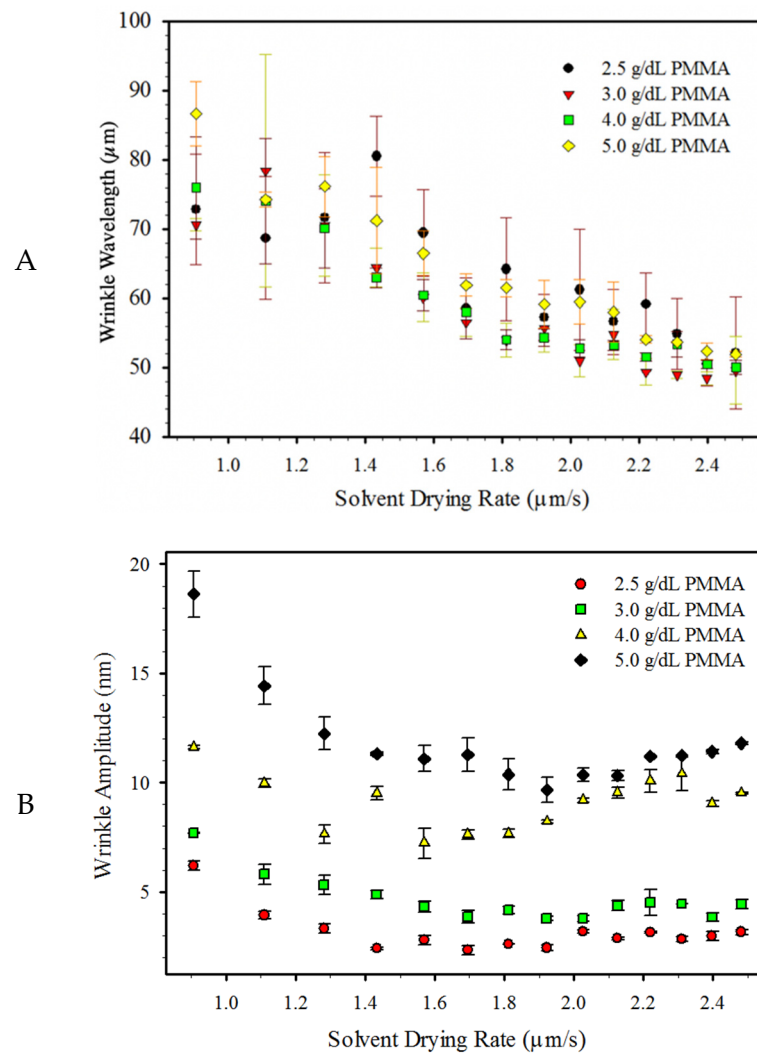 A
Wrinkle Wavelength (µm)
100
90
80
70
60
50
40
2.5 g/dL PMMA
3.0 g/dL PMMA
4.0 g/dL PMMA
5.0 g/dL PMMA
1.0 1.2 1.4 1.6 1.8 2.0 2.2 2.4
Solvent Drying Rate (µm/s)
B
Wrinkle Amplitude (nm)
20
15
10
5
2.5 g/dL PMMA
3.0 g/dL PMMA
4.0 g/dL PMMA
5.0 g/dL PMMA
1.0 1.2 1.4 1.6 1.8 2.0 2.2 2.4
Solvent Drying Rate (µm/s)